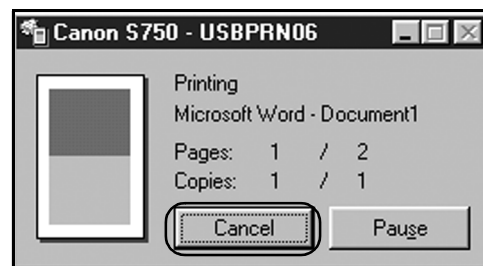 Canon S750 - USBPRN06
Printing
Microsoft Word - Document1
Pages: 1 / 2
Copies: 1 / 1
Cancel Pause